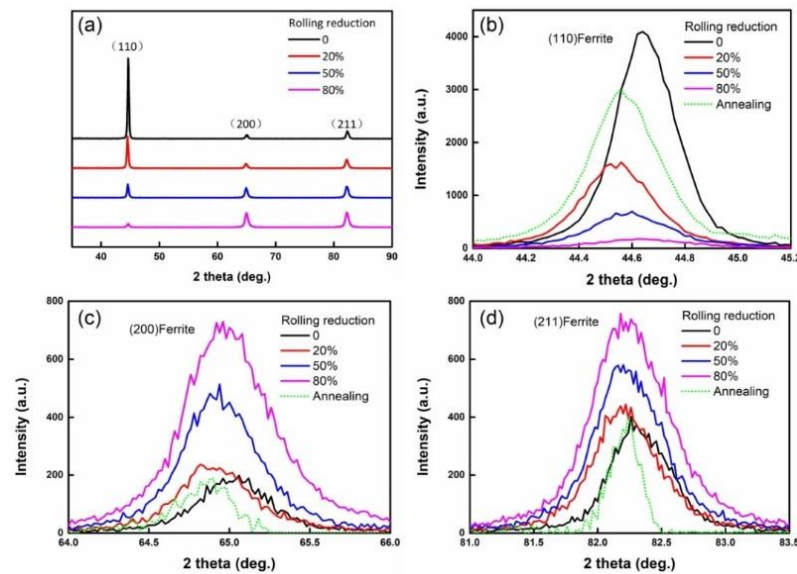 (a)
(110)
(200)
(211)
Rolling reduction
0
20%
50%
80%
40 50 60 70 80 90
2 theta (deg.)
(b)
(110)Ferrite
Rolling reduction
0
20%
50%
80%
Annealing
Intensity (a.u.)
4000
3000
2000
1000
0
44.0 44.2 44.4 44.6 44.8 45.0 45.2
2 theta (deg.)
(c)
(200)Ferrite
Rolling reduction
0
20%
50%
80%
Annealing
Intensity (a.u.)
800
600
400
200
0
64.0 64.5 65.0 65.5 66.0
2 theta (deg.)
(d)
(211)Ferrite
Rolling reduction
0
20%
50%
80%
Annealing
Intensity (a.u.)
800
600
400
200
0
81.0 81.5 82.0 82.5 83.0 83.5
2 theta (deg.)